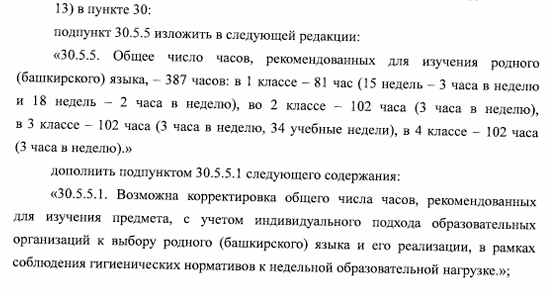 13) в пункте 30:
подпункт 30.5.5 изложить в следующей редакции:
«30.5.5. Общее число часов, рекомендованных для изучения родного
(башкирского) языка, – 387 часов: в 1 классе – 81 час (15 недель – 3 часа в неделю
и 18 недель – 2 часа в неделю), во 2 классе – 102 часа (3 часа в неделю),
в 3 классе – 102 часа (3 часа в неделю, 34 учебные недели), в 4 классе – 102 часа
(3 часа в неделю).»
дополнить подпунктом 30.5.5.1 следующего содержания:
«30.5.5.1. Возможна корректировка общего числа часов, рекомендованных
для изучения предмета, с учетом индивидуального подхода образовательных
организаций к выбору родного (башкирского) языка и его реализации, в рамках
соблюдения гигиенических нормативов к недельной образовательной нагрузке.»;